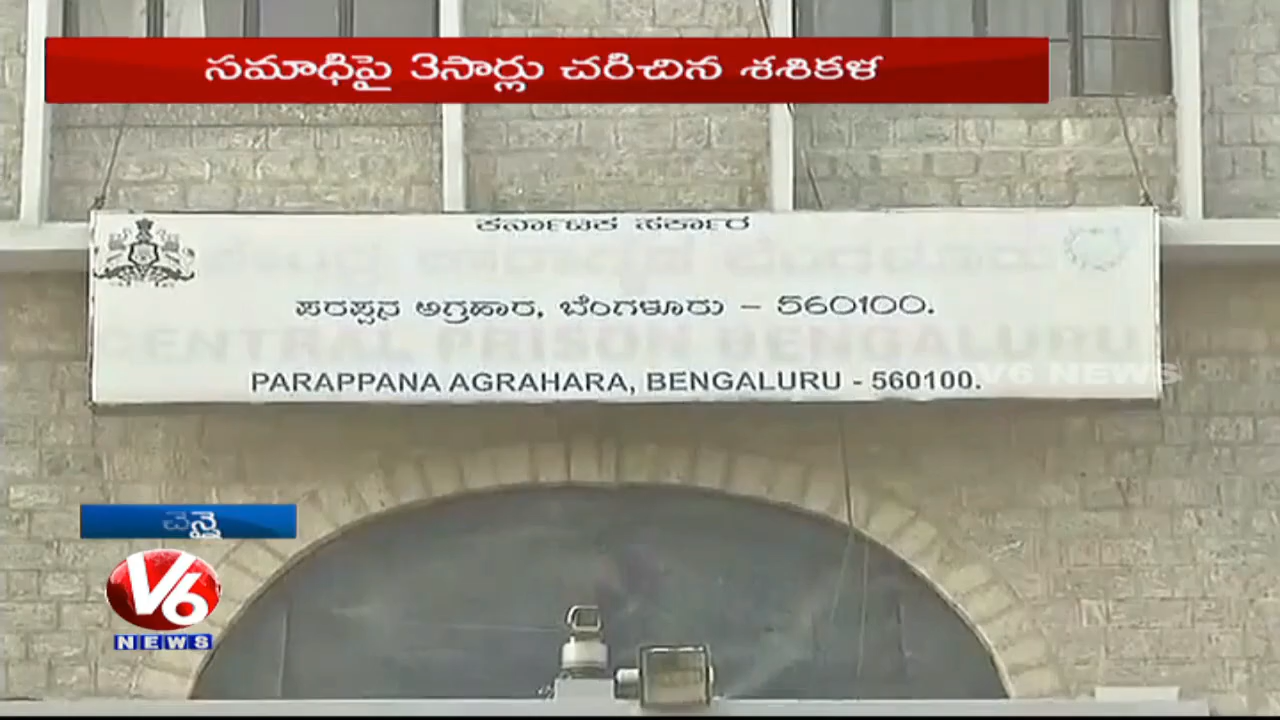 సమాధిపై 3సార్లు చరిచిన శశికళ
ಕರ್ನಾಟಕ ಸರ್ಕಾರ
ಪರಪ್ಪನ ಅಗ್ರಹಾರ, ಬೆಂಗಳೂರು – 560100.
CENTRAL PRISON BENGALURU
PARAPPANA AGRAHARA, BENGALURU - 560100.
V6 NEWS
చెన్నై
V6
NEWS